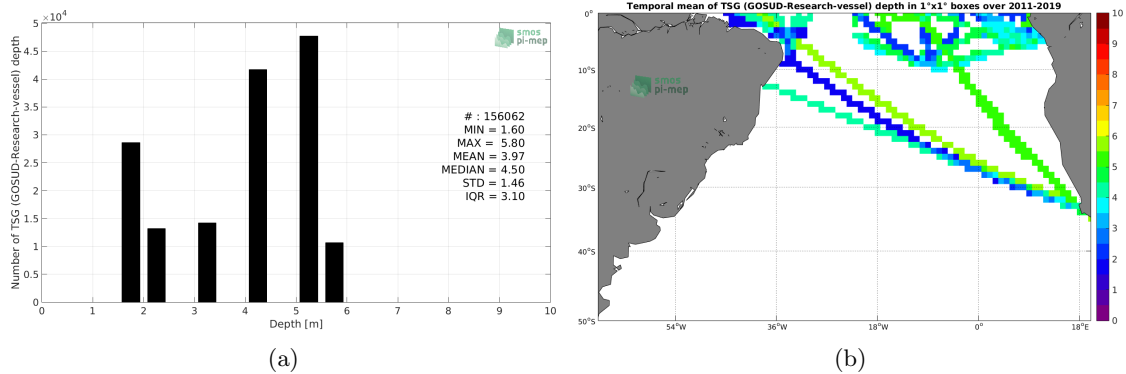 ×10⁴
5
4.5
4
3.5
3
2.5
2
1.5
1
0.5
0
Number of TSG (GOSUD-Research-vessel) depth
smos
pi-mep
# : 156062
MIN = 1.60
MAX = 5.80
MEAN = 3.97
MEDIAN = 4.50
STD = 1.46
IQR = 3.10
0 1 2 3 4 5 6 7 8 9 10
Depth [m]
(a)
Temporal mean of TSG (GOSUD-Research-vessel) depth in 1°x1° boxes over 2011-2019
0°
10°S
20°S
30°S
40°S
50°S
smos
pi-mep
54°W 36°W 18°W 0° 18°E
10
9
8
7
6
5
4
3
2
1
0
(b)